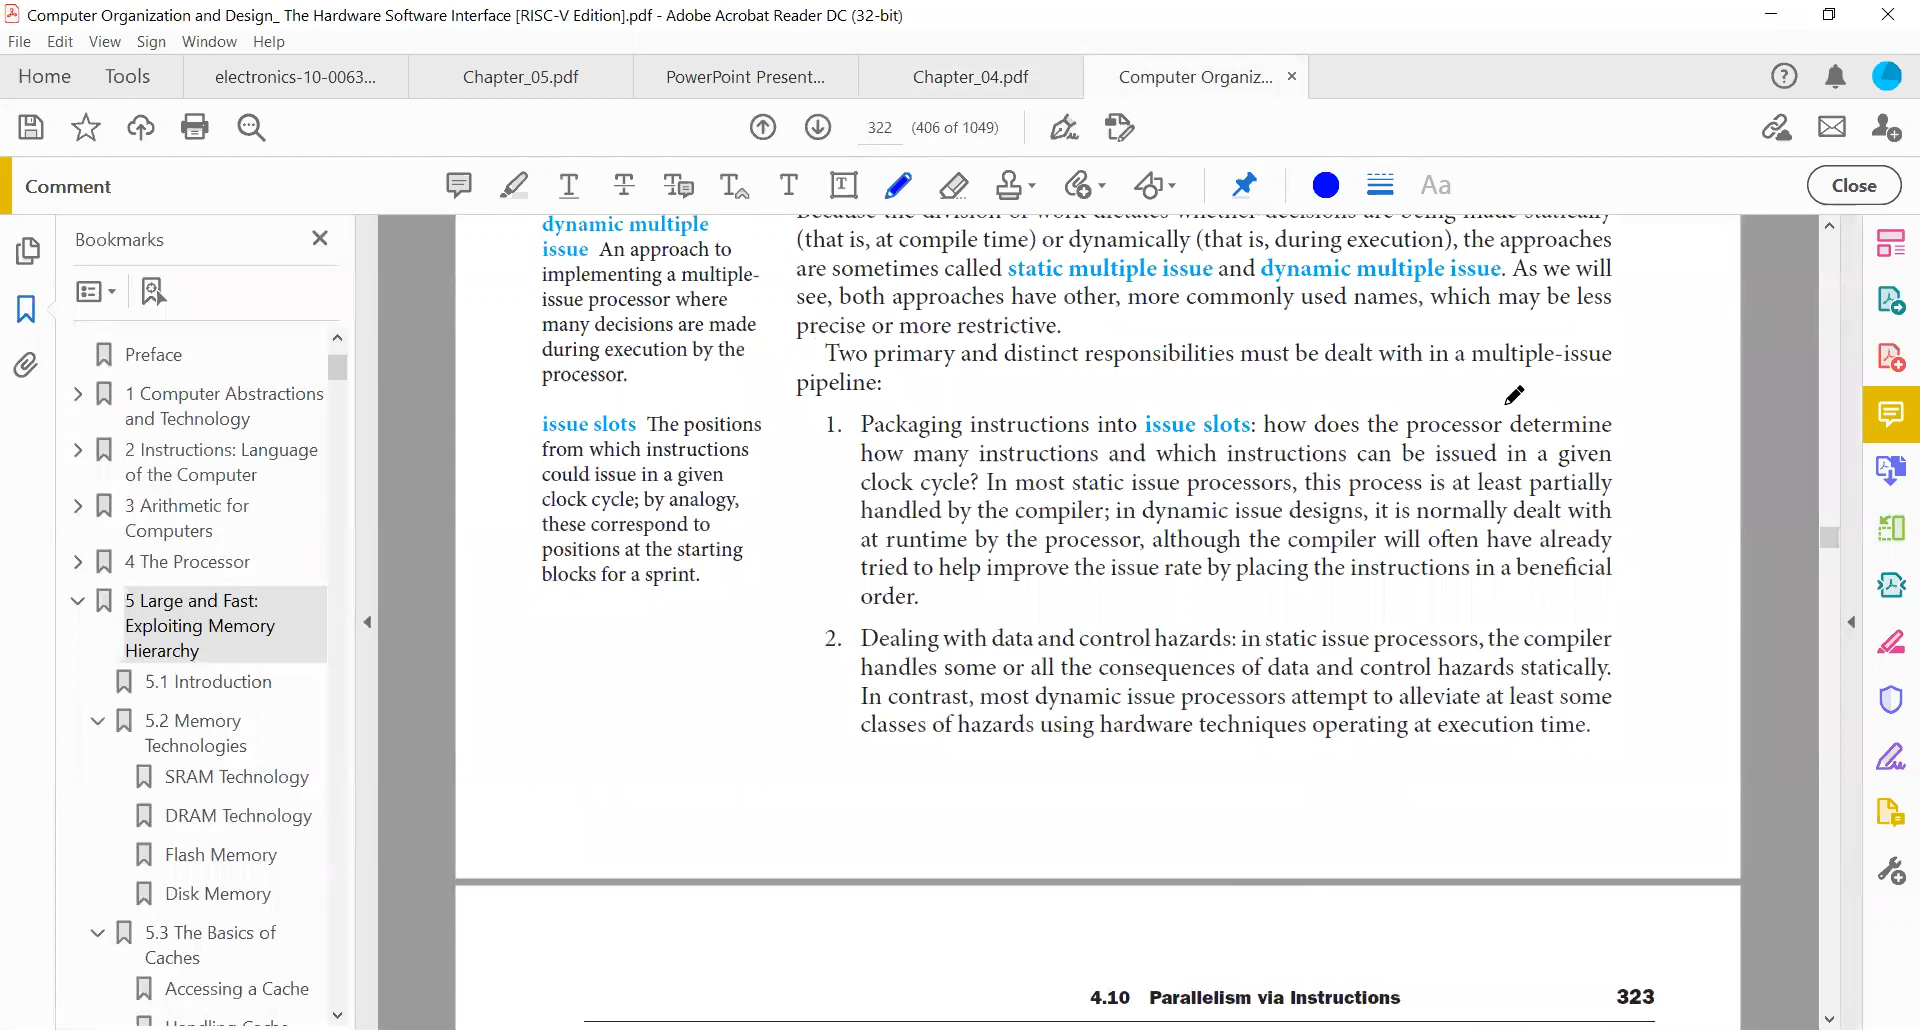 Computer Organization and Design_ The Hardware Software Interface [RISC-V Edition].pdf - Adobe Acrobat Reader DC (32-bit)
File Edit View Sign Window Help
Home Tools electronics-10-0063... Chapter_05.pdf PowerPoint Present... Chapter_04.pdf Computer Organiz...
322 (406 of 1049)
Comment
Close
Bookmarks
Preface
1 Computer Abstractions
and Technology
2 Instructions: Language
of the Computer
3 Arithmetic for
Computers
4 The Processor
5 Large and Fast:
Exploiting Memory
Hierarchy
5.1 Introduction
5.2 Memory
Technologies
SRAM Technology
DRAM Technology
Flash Memory
Disk Memory
5.3 The Basics of
Caches
Accessing a Cache
Handling Cache
dynamic multiple
issue An approach to
implementing a multiple-
issue processor where
many decisions are made
during execution by the
processor.
issue slots The positions
from which instructions
could issue in a given
clock cycle; by analogy,
these correspond to
positions at the starting
blocks for a sprint.
Because the division of work dictates whether decisions are being made statically
(that is, at compile time) or dynamically (that is, during execution), the approaches
are sometimes called static multiple issue and dynamic multiple issue. As we will
see, both approaches have other, more commonly used names, which may be less
precise or more restrictive.
Two primary and distinct responsibilities must be dealt with in a multiple-issue
pipeline:
1. Packaging instructions into issue slots: how does the processor determine
how many instructions and which instructions can be issued in a given
clock cycle? In most static issue processors, this process is at least partially
handled by the compiler; in dynamic issue designs, it is normally dealt with
at runtime by the processor, although the compiler will often have already
tried to help improve the issue rate by placing the instructions in a beneficial
order.
2. Dealing with data and control hazards: in static issue processors, the compiler
handles some or all the consequences of data and control hazards statically.
In contrast, most dynamic issue processors attempt to alleviate at least some
classes of hazards using hardware techniques operating at execution time.
4.10 Parallelism via Instructions 323